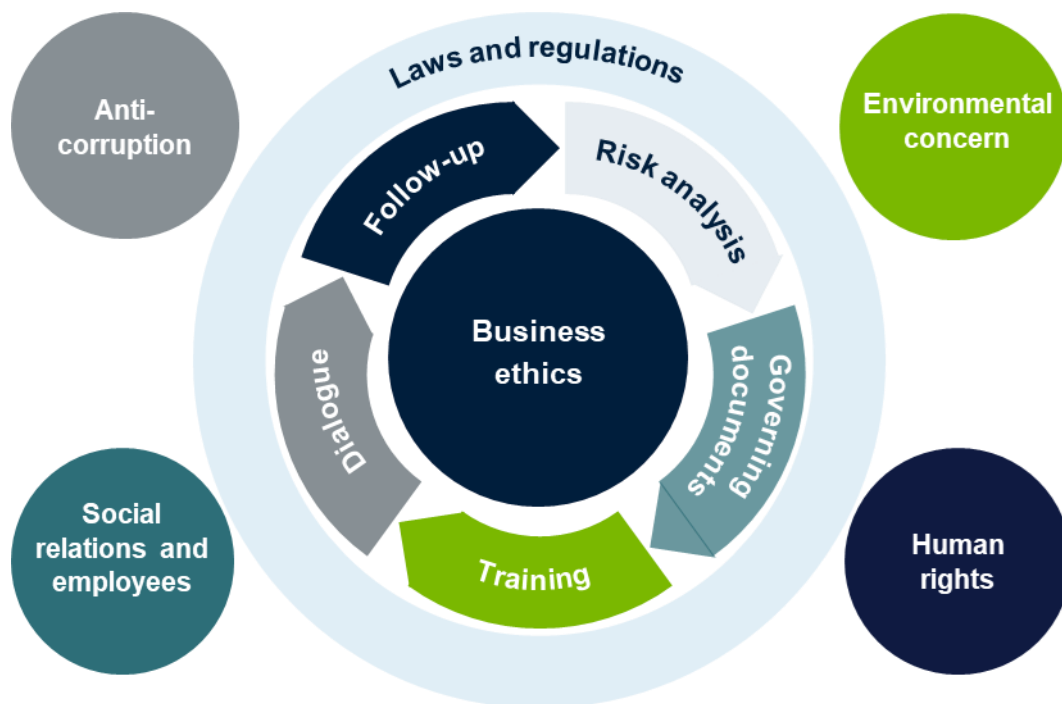 Laws and regulations
Anti-
corruption
Environmental
concern
Follow-up
Risk analysis
Business
ethics
Governing
documents
Dialogue
Training
Social
relations and
employees
Human
rights